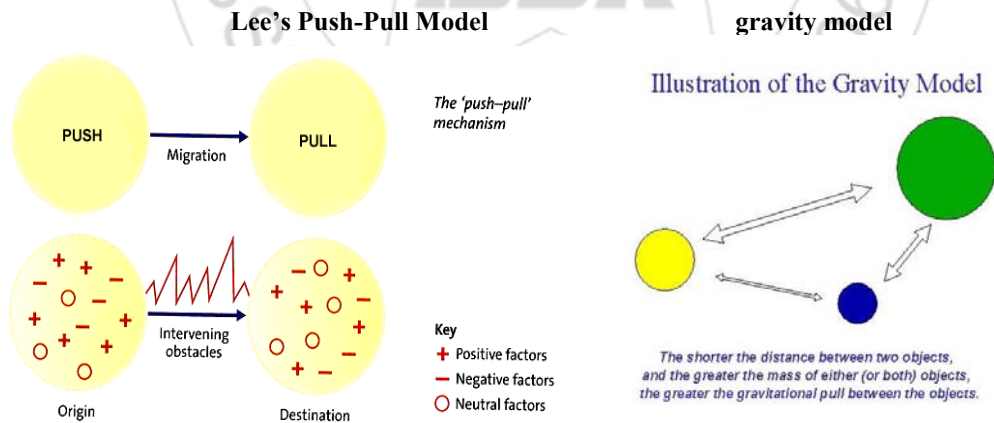 Lee's Push-Pull Model
gravity model
PUSH
Migration
PULL
The 'push–pull'
mechanism
Intervening
obstacles
Origin
Destination
Key
+ Positive factors
− Negative factors
O Neutral factors
Illustration of the Gravity Model
The shorter the distance between two objects,
and the greater the mass of either (or both) objects,
the greater the gravitational pull between the objects.